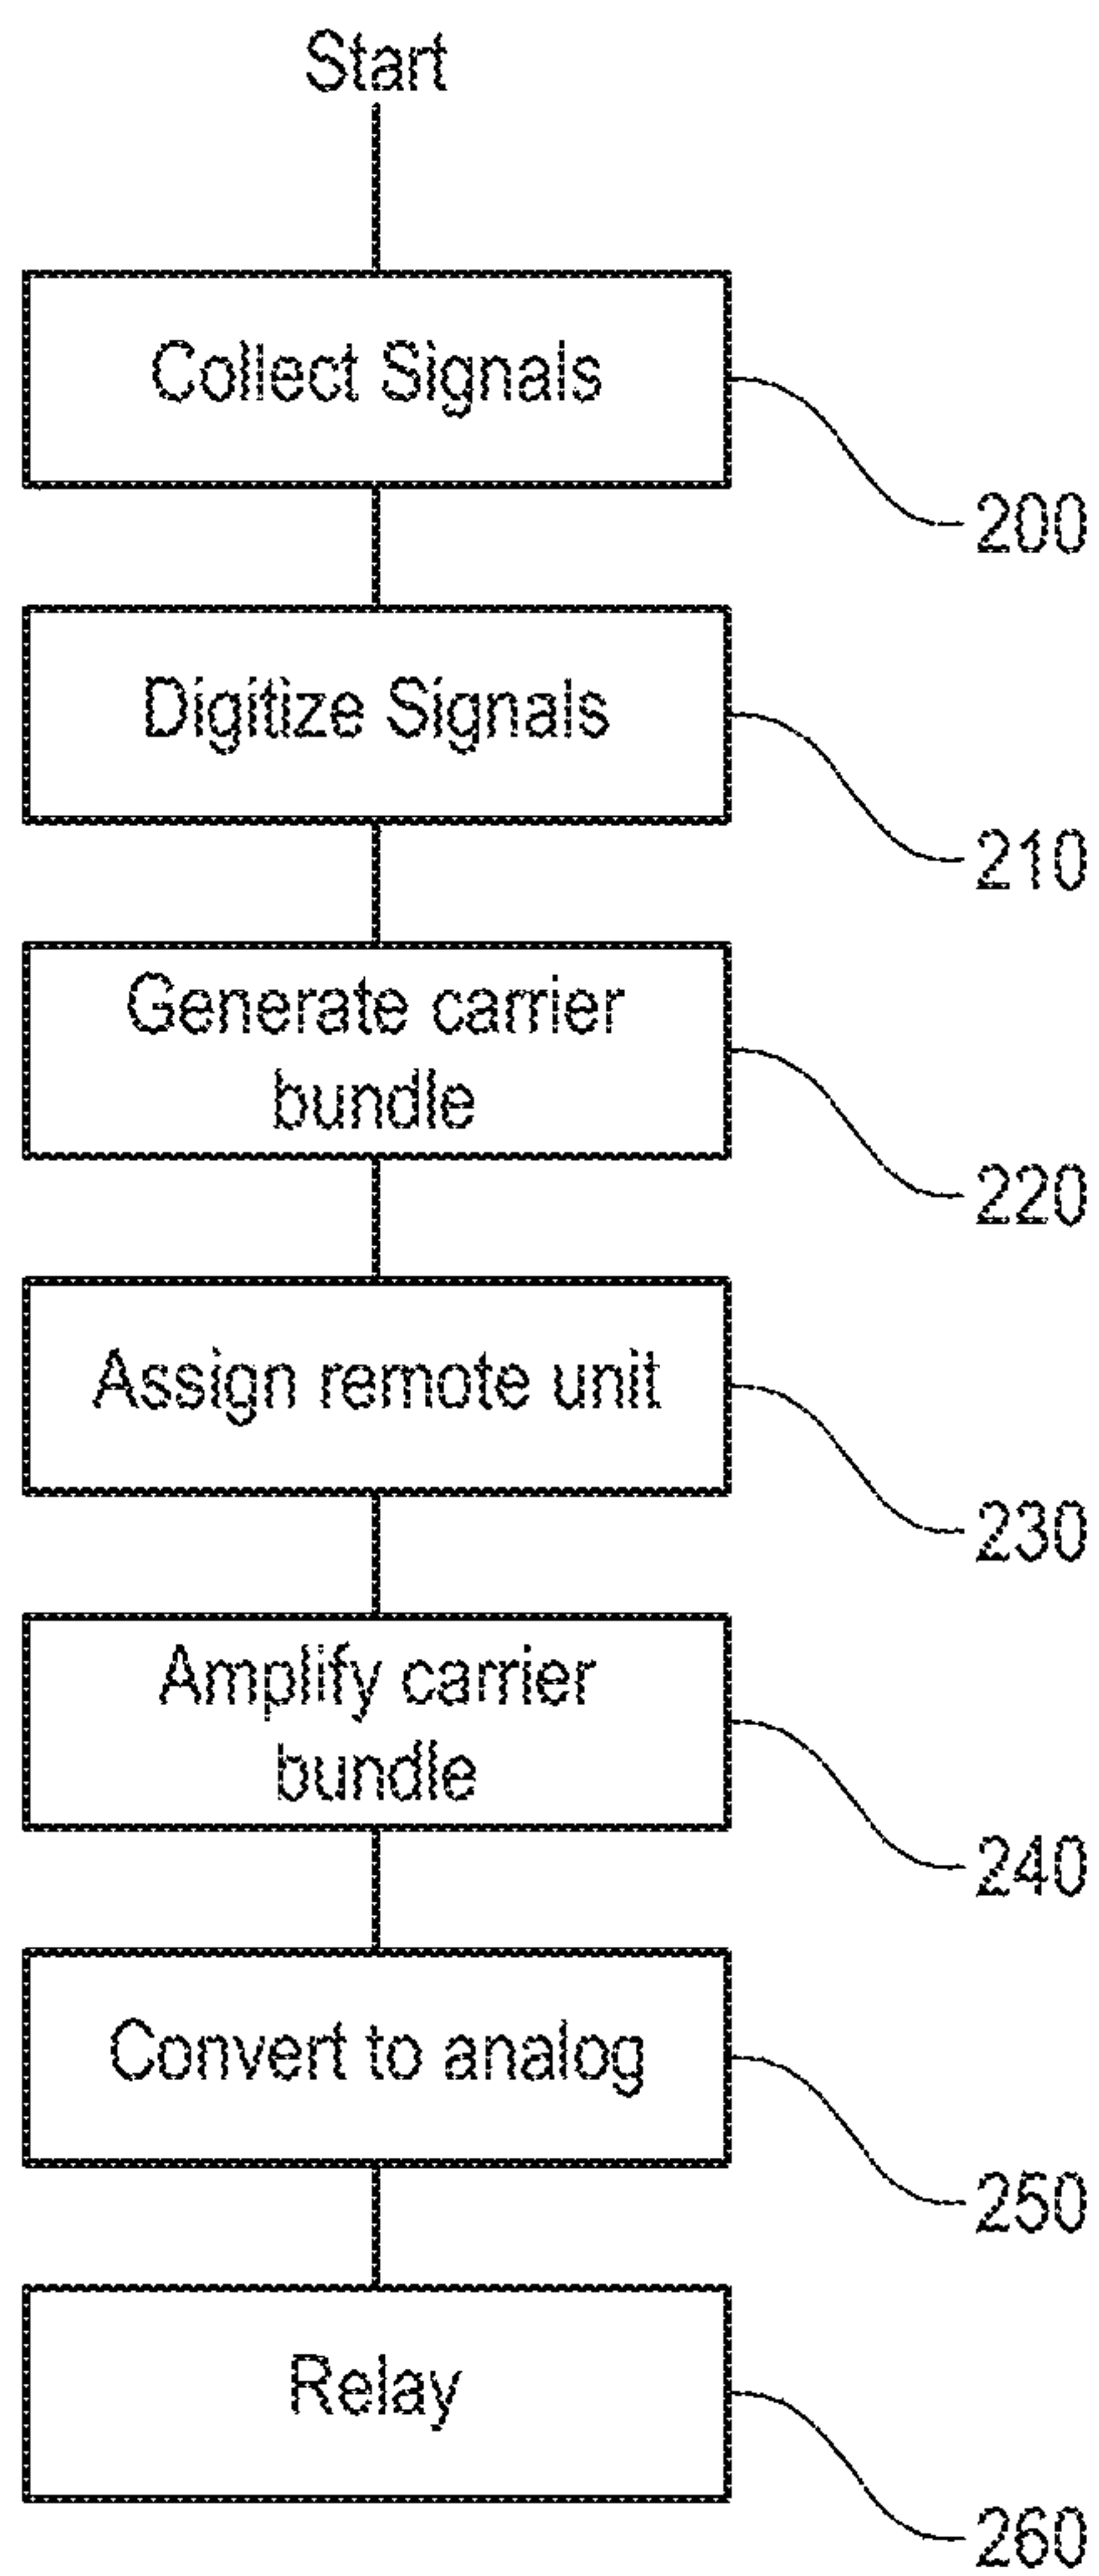 Start
Collect Signals
200
Digitize Signals
210
Generate carrier
bundle
220
Assign remote unit
230
Amplify carrier
bundle
240
Convert to analog
250
Relay
260